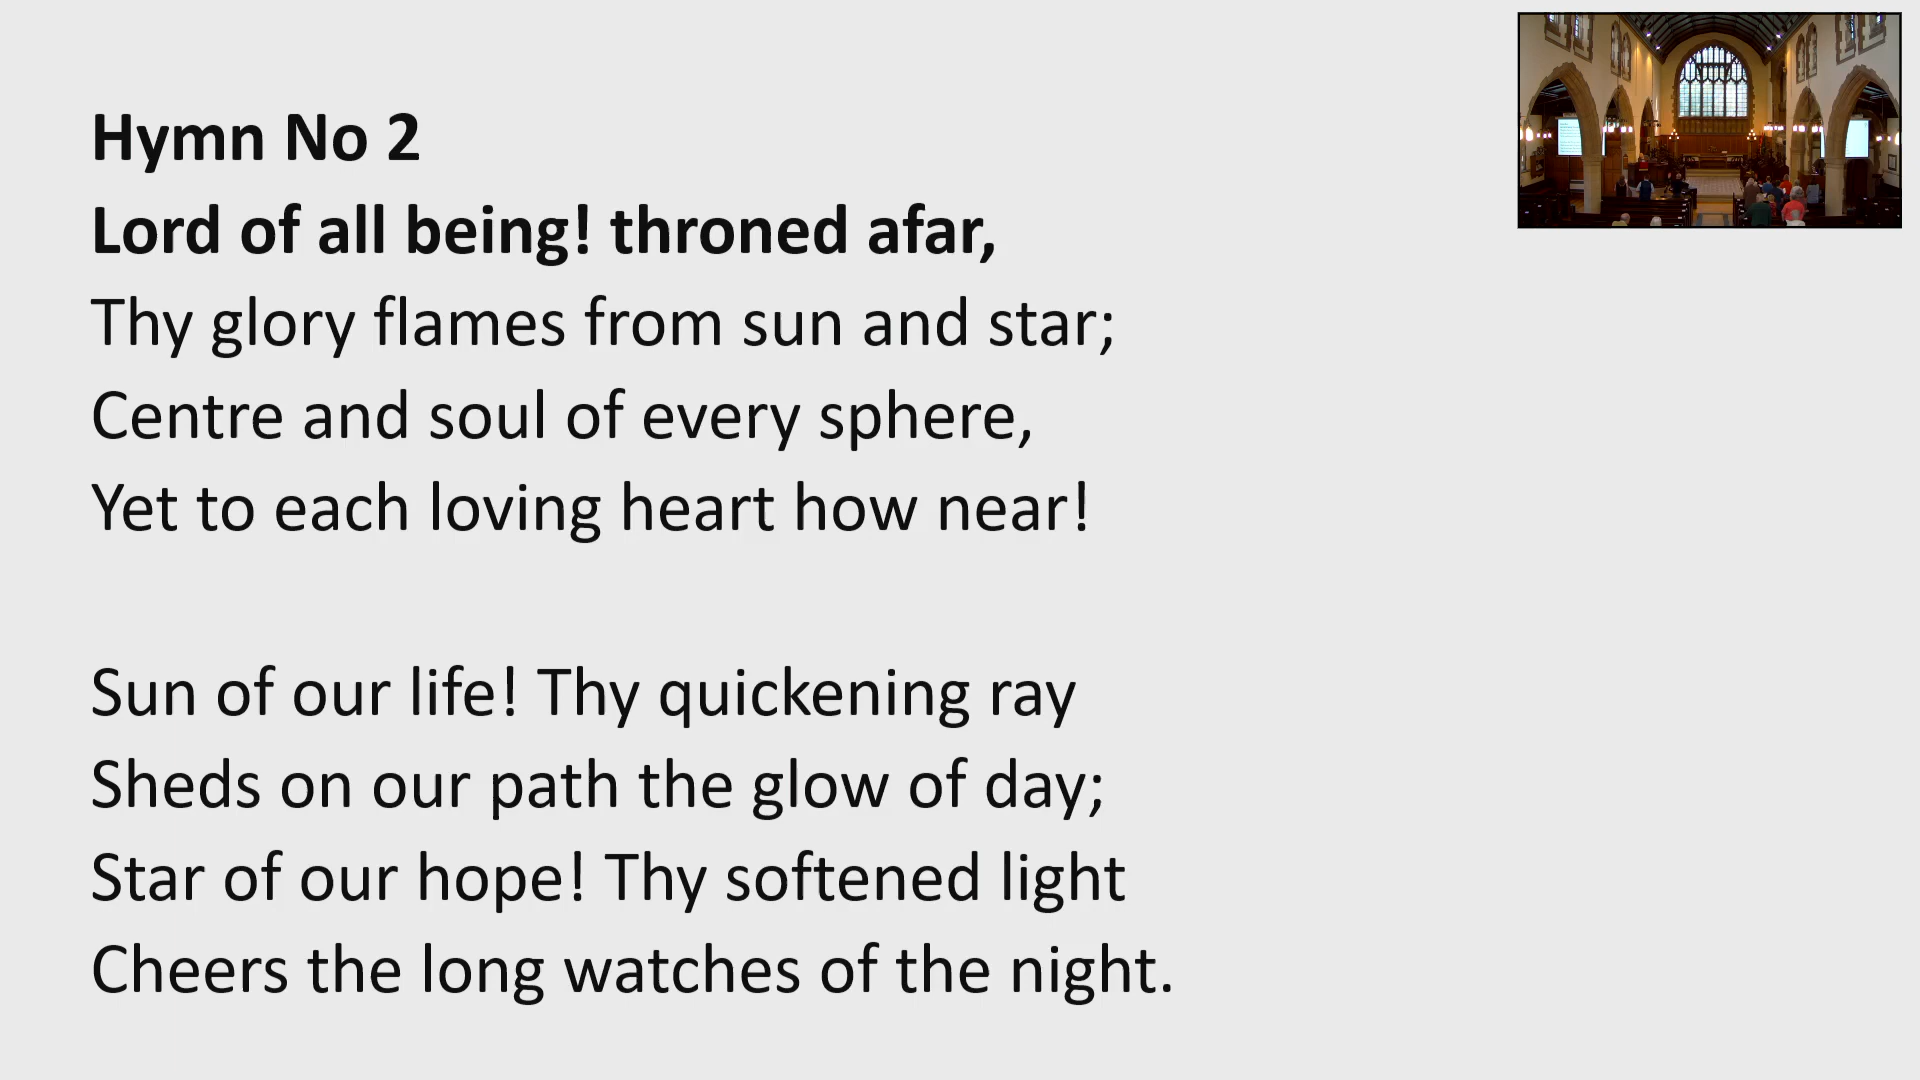 Hymn No 2
Lord of all being! throned afar,
Thy glory flames from sun and star;
Centre and soul of every sphere,
Yet to each loving heart how near!
Sun of our life! Thy quickening ray
Sheds on our path the glow of day;
Star of our hope! Thy softened light
Cheers the long watches of the night.